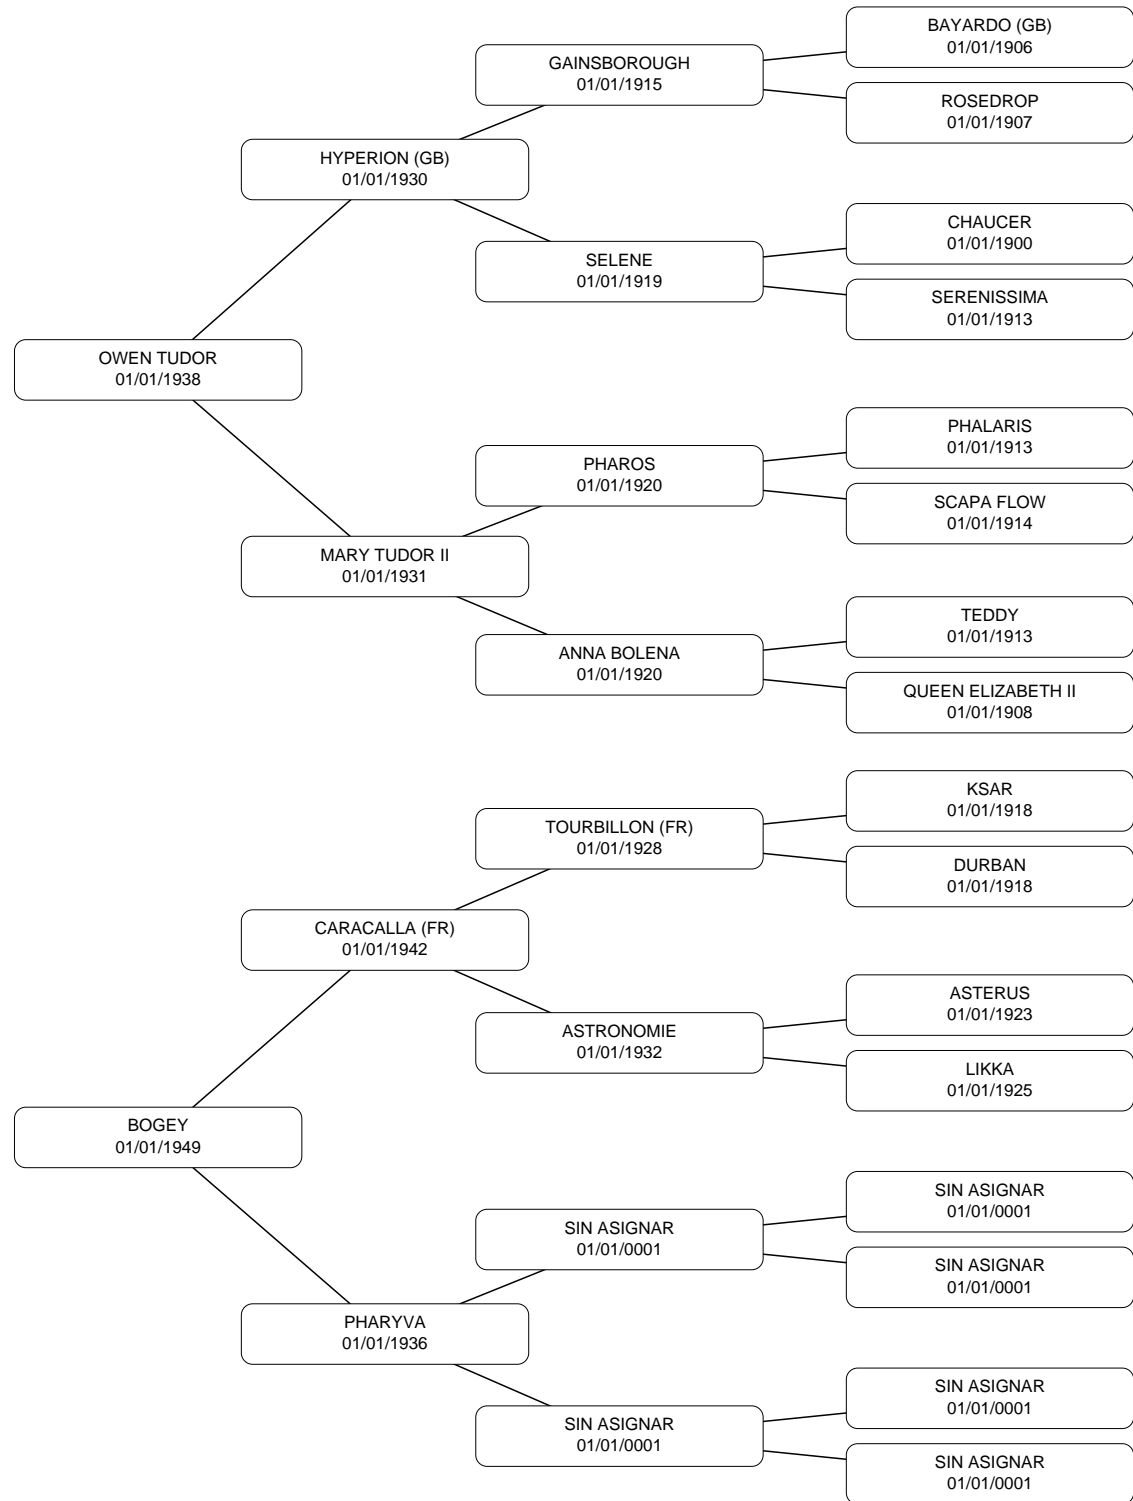 BAYARDO (GB)
01/01/1906
GAINSBOROUGH
01/01/1915
ROSEDROP
01/01/1907
HYPERION (GB)
01/01/1930
CHAUCER
01/01/1900
SELENE
01/01/1919
SERENISSIMA
01/01/1913
OWEN TUDOR
01/01/1938
PHALARIS
01/01/1913
PHAROS
01/01/1920
SCAPA FLOW
01/01/1914
MARY TUDOR II
01/01/1931
TEDDY
01/01/1913
ANNA BOLENA
01/01/1920
QUEEN ELIZABETH II
01/01/1908
KSAR
01/01/1918
TOURBILLON (FR)
01/01/1928
DURBAN
01/01/1918
CARACALLA (FR)
01/01/1942
ASTERUS
01/01/1923
ASTRONOMIE
01/01/1932
LIKKA
01/01/1925
BOGEY
01/01/1949
SIN ASIGNAR
01/01/0001
SIN ASIGNAR
01/01/0001
SIN ASIGNAR
01/01/0001
PHARYVA
01/01/1936
SIN ASIGNAR
01/01/0001
SIN ASIGNAR
01/01/0001
SIN ASIGNAR
01/01/0001